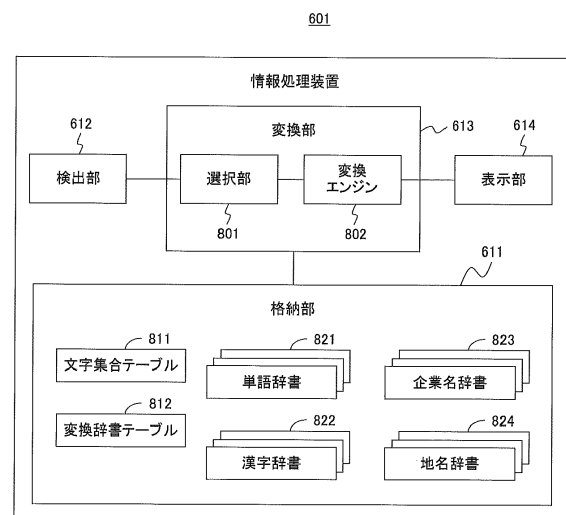 601
情報処理装置
変換部
613
612
検出部
選択部
801
変換
エンジン
802
614
表示部
611
格納部
811
文字集合テーブル
812
変換辞書テーブル
821
単語辞書
822
漢字辞書
823
企業名辞書
824
地名辞書